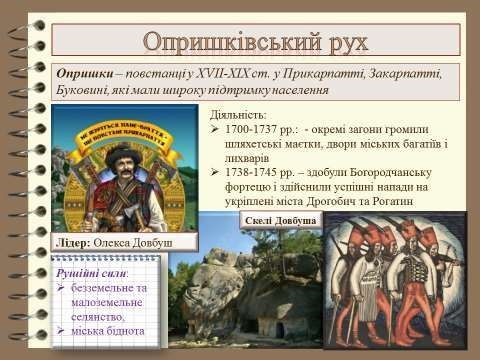 Опришківський рух
Опришки – повстанці у XVII-XIX ст. у Прикарпатті, Закарпатті,
Буковині, які мали широку підтримку населення
Діяльність:
➢ 1700-1737 рр.: - окремі загони громили
шляхетські маєтки, двори міських багатіїв і
лихварів
➢ 1738-1745 рр. – здобули Богородчанську
фортецю і здійснили успішні напади на
укріплені міста Дрогобич та Рогатин
Лідер: Олекса Довбуш
Скелі Довбуша
Рушійні сили:
➢ безземельне та
малоземельне
селянство,
➢ міська біднота